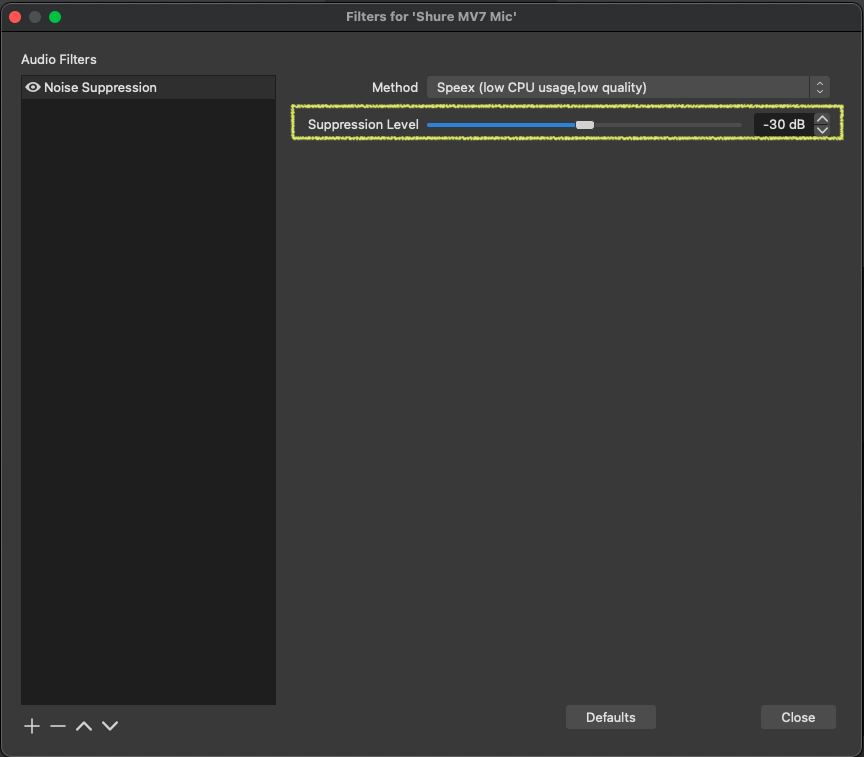 Filters for 'Shure MV7 Mic'
Audio Filters
Noise Suppression
Method Speex (low CPU usage,low quality)
Suppression Level -30 dB
Defaults Close